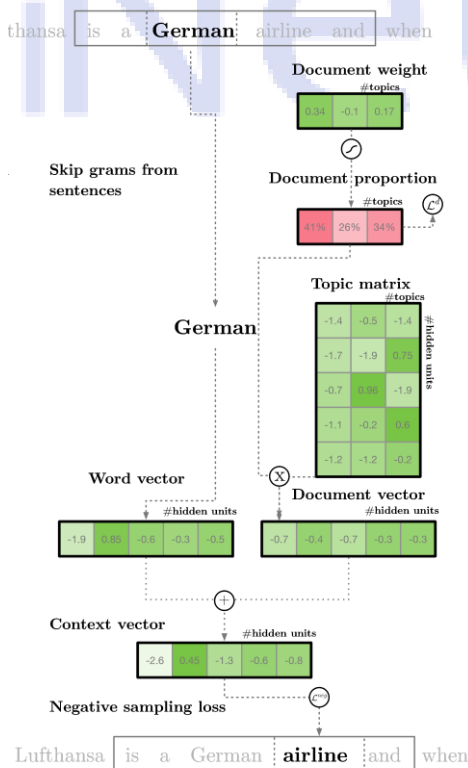 thansa is a German airline and when
Document weight
#topics
0.34 -0.1 0.17
Skip grams from
sentences
Document proportion
#topics
41% 26% 34%
ℒᵈ
Topic matrix
#topics
#hidden units
-1.4 -0.5 -1.4
-1.7 -1.9 0.75
-0.7 0.96 -1.9
-1.1 -0.2 0.6
-1.2 -1.2 -0.2
German
X
Word vector
Document vector
#hidden units
#hidden units
-1.9 0.85 -0.6 -0.3 -0.5
-0.7 -0.4 -0.7 -0.3 -0.3
+
Context vector
#hidden units
-2.6 0.45 -1.3 -0.6 -0.8
Negative sampling loss
ℒⁿᵉᵍ
Lufthansa is a German airline and when